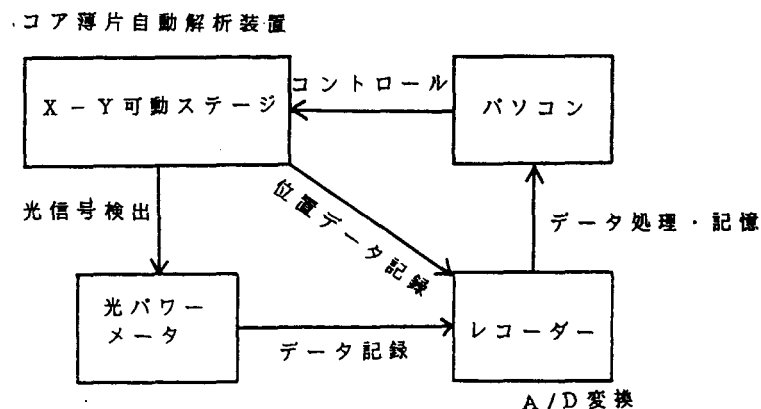 コア薄片自動解析装置
コントロール
X－Y可動ステージ
パソコン
光信号検出
位置データ記録
データ処理・記憶
光パワー
メータ
レコーダー
データ記録
A/D変換